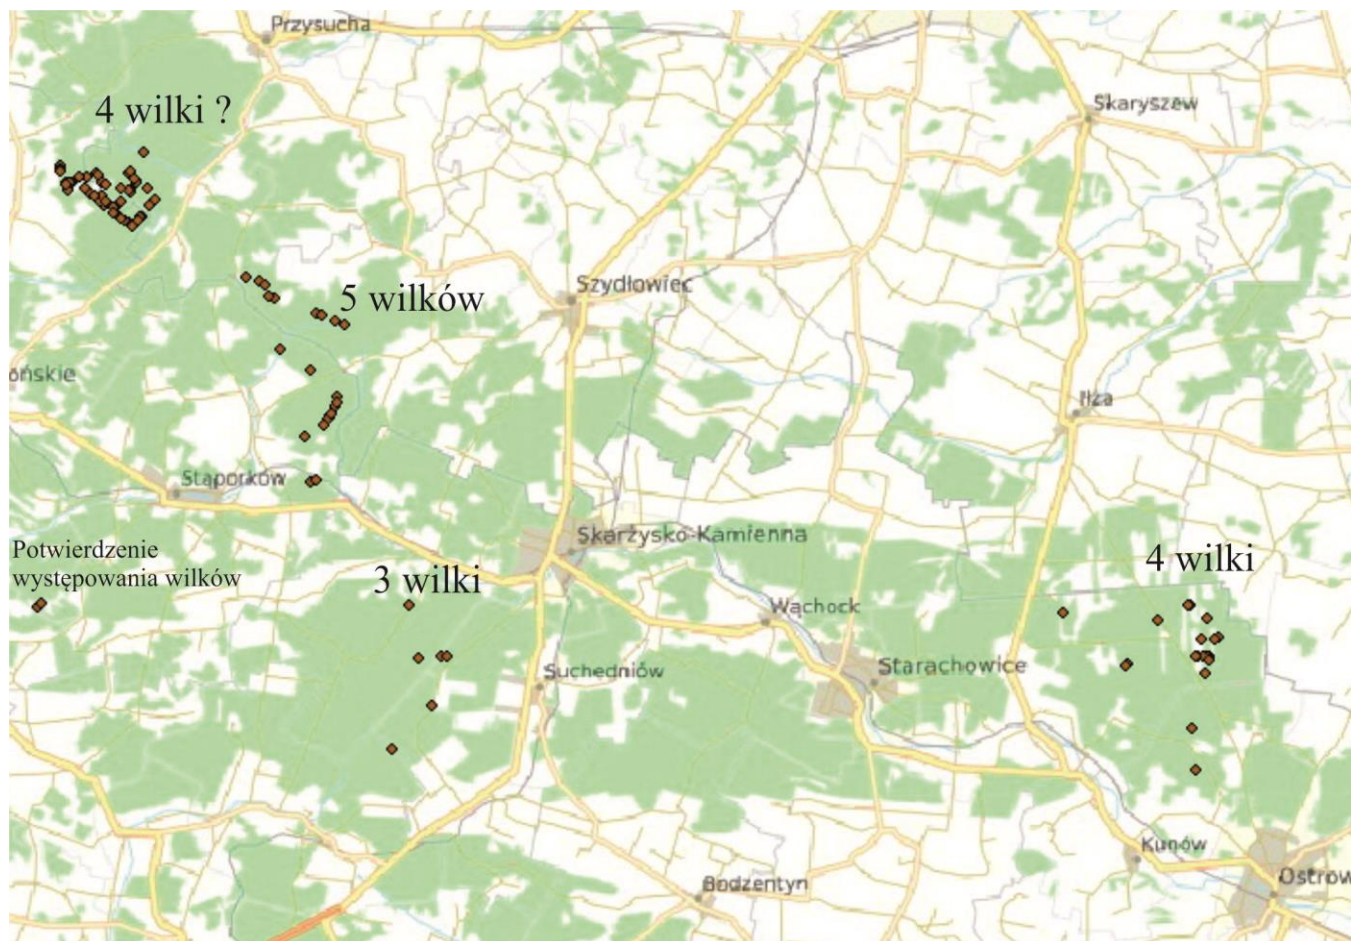 Przysucha
4 wilki ?
Skaryszew
5 wilków
Szydłowiec
ońskie
Iłża
Stąporków
Skarżysko-Kamienna
Potwierdzenie
występowania wilków
3 wilki
4 wilki
Wąchock
Suchedniów
Starachowice
Kunów
Bodzentyn
Ostrow